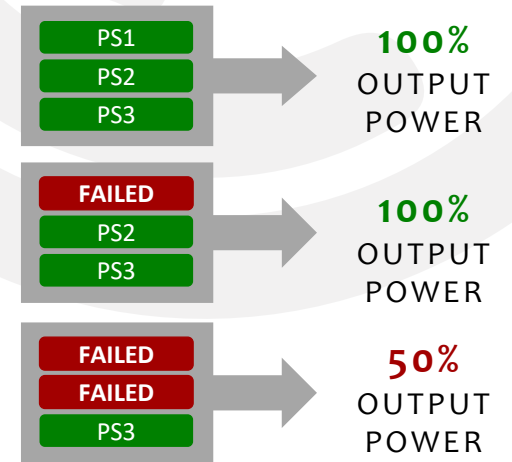 PS1
PS2
PS3
100%
OUTPUT
POWER
FAILED
PS2
PS3
100%
OUTPUT
POWER
FAILED
FAILED
PS3
50%
OUTPUT
POWER